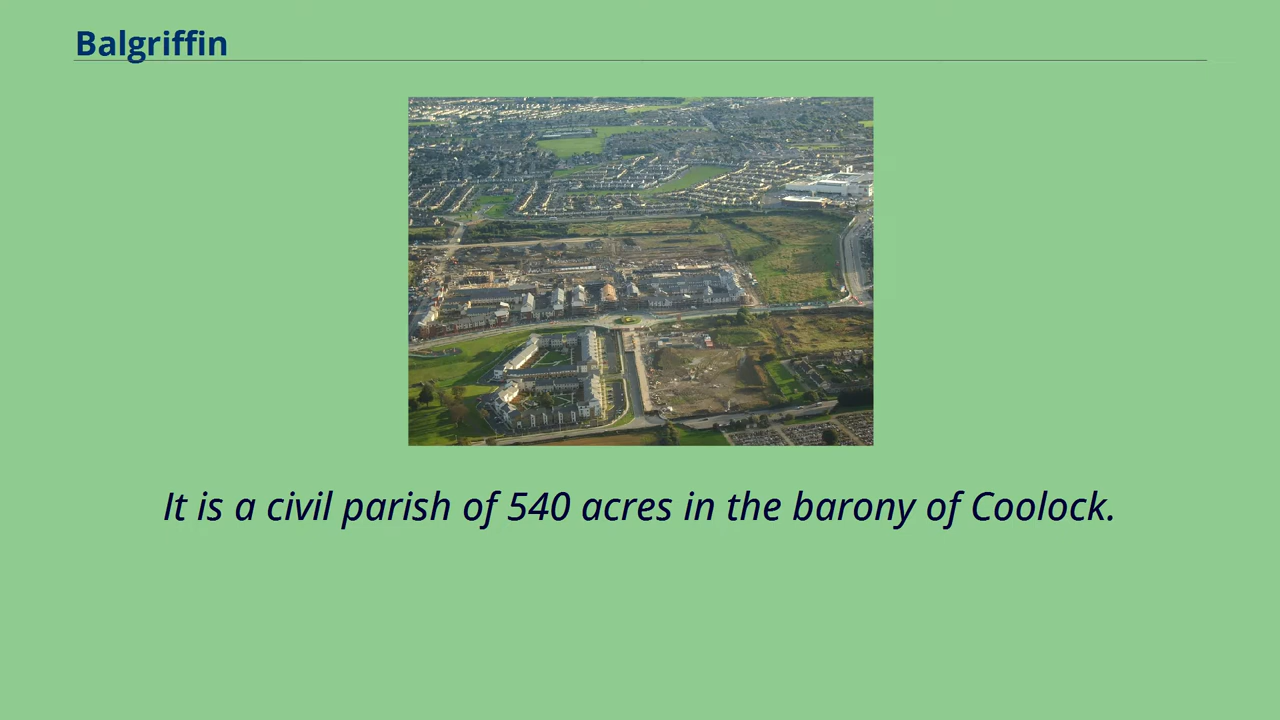 Balgriffin
It is a civil parish of 540 acres in the barony of Coolock.